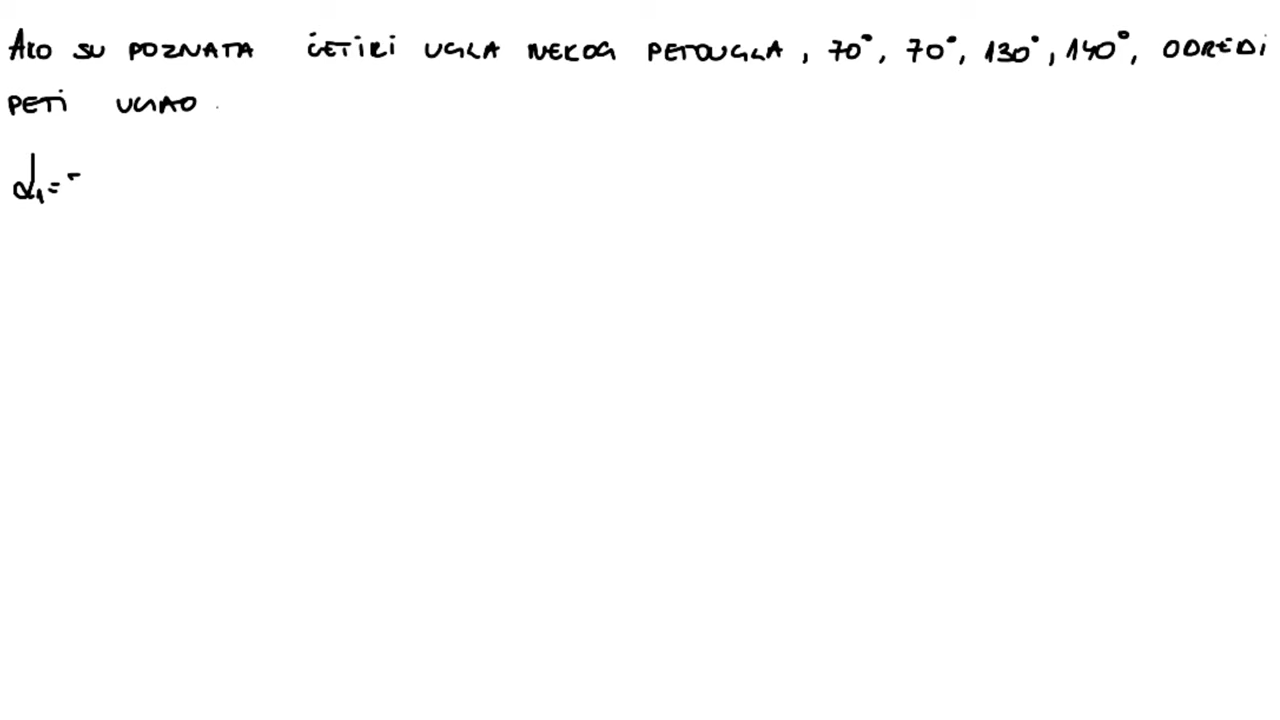 AKO SU POZNATA ČETIRI UGLA NEKOG PETOUGLA, 70°, 70°, 130°, 140°, ODREDI
PETI UGAO
α₁=